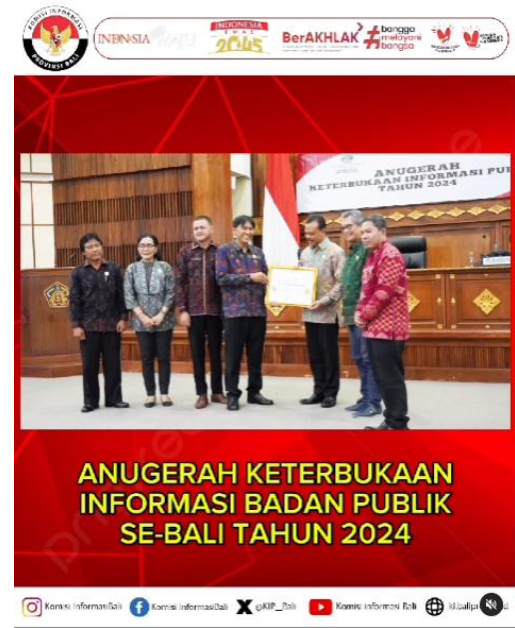 KOMISI INFORMASI
PROVINSI BALI
INDONESIA
INDONESIA
EMAS
2045
BerAKHLAK
#bangga
melayani
bangsa
ANUGERAH
KETERBUKAAN INFORMASI PU
TAHUN 2024
ANUGERAH KETERBUKAAN
INFORMASI BADAN PUBLIK
SE-BALI TAHUN 2024
Komisi InformasiBali
Komisi InformasiBali
@KIP_Bali
Komisi Informasi Bali